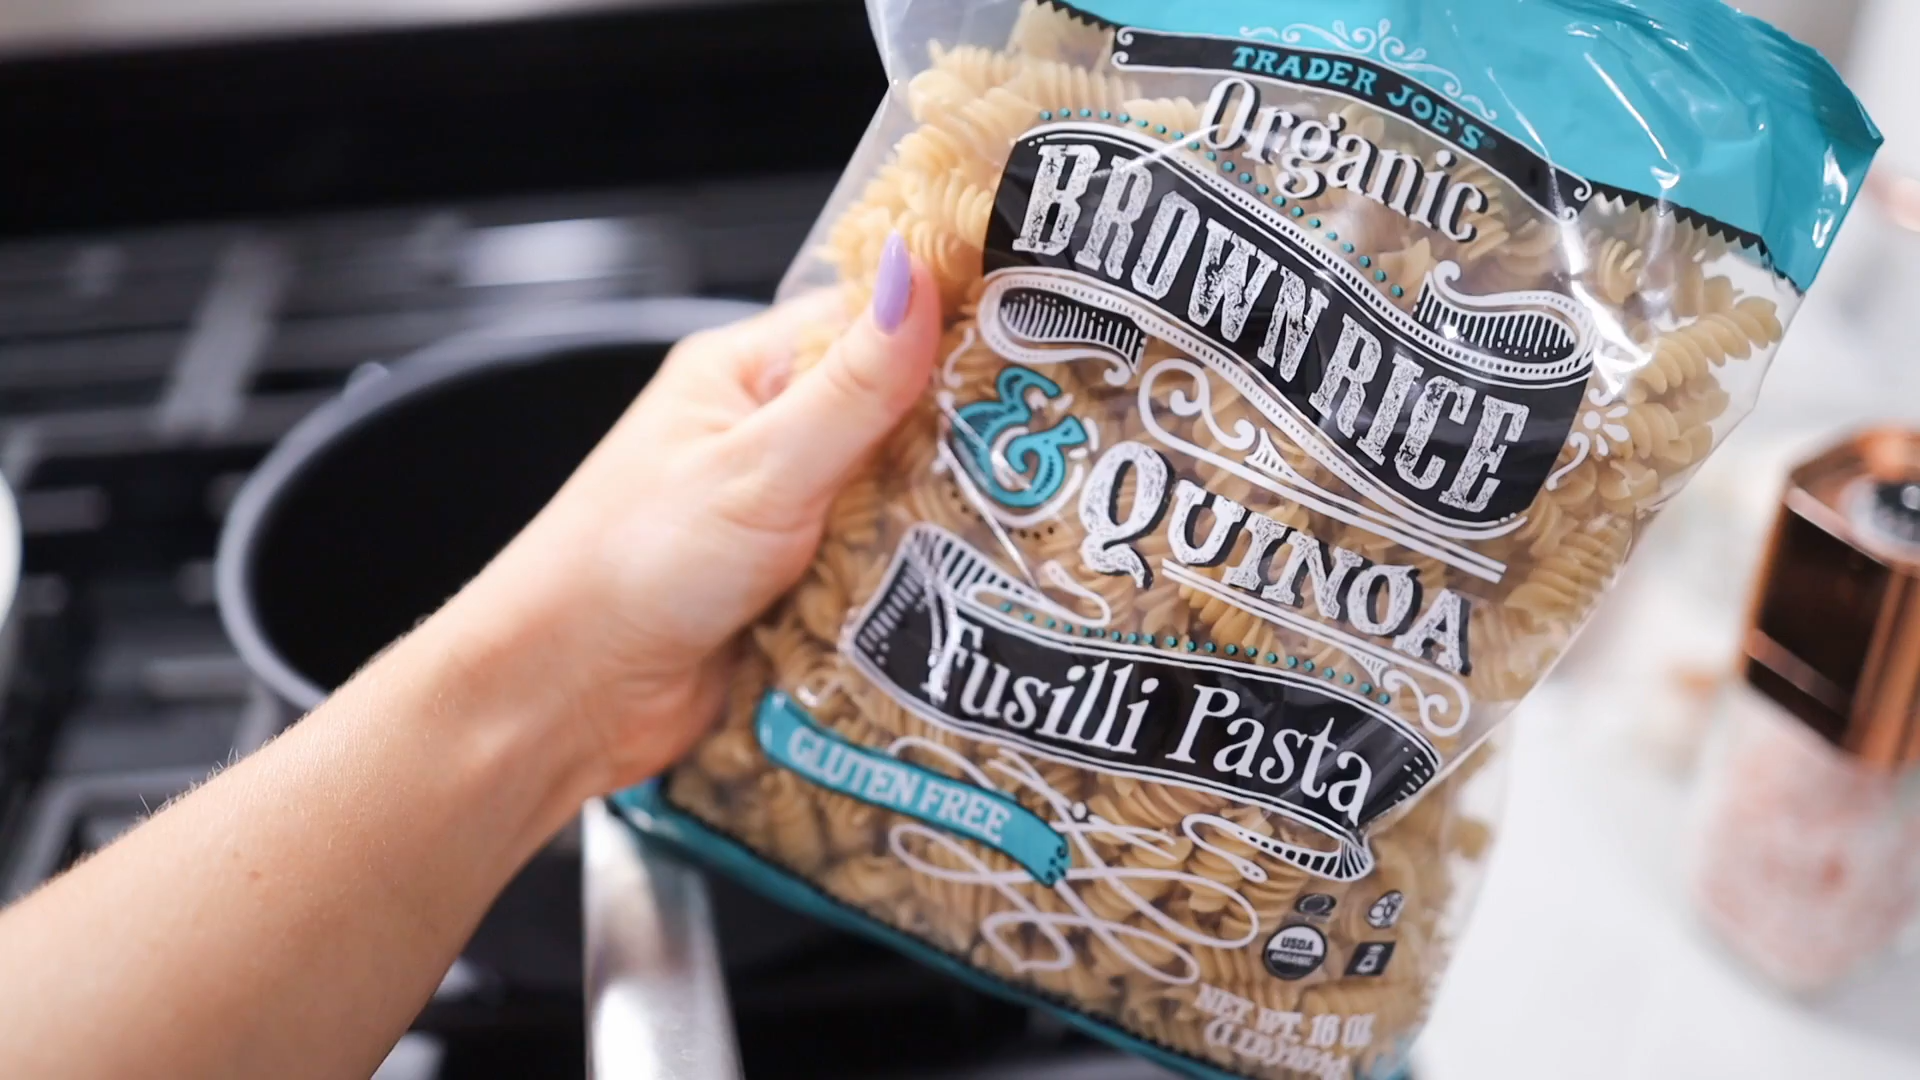 TRADER JOE'S
Organic
BROWN RICE
& QUINOA
Fusilli Pasta
GLUTEN FREE
USDA
ORGANIC
NET WT. 16 OZ